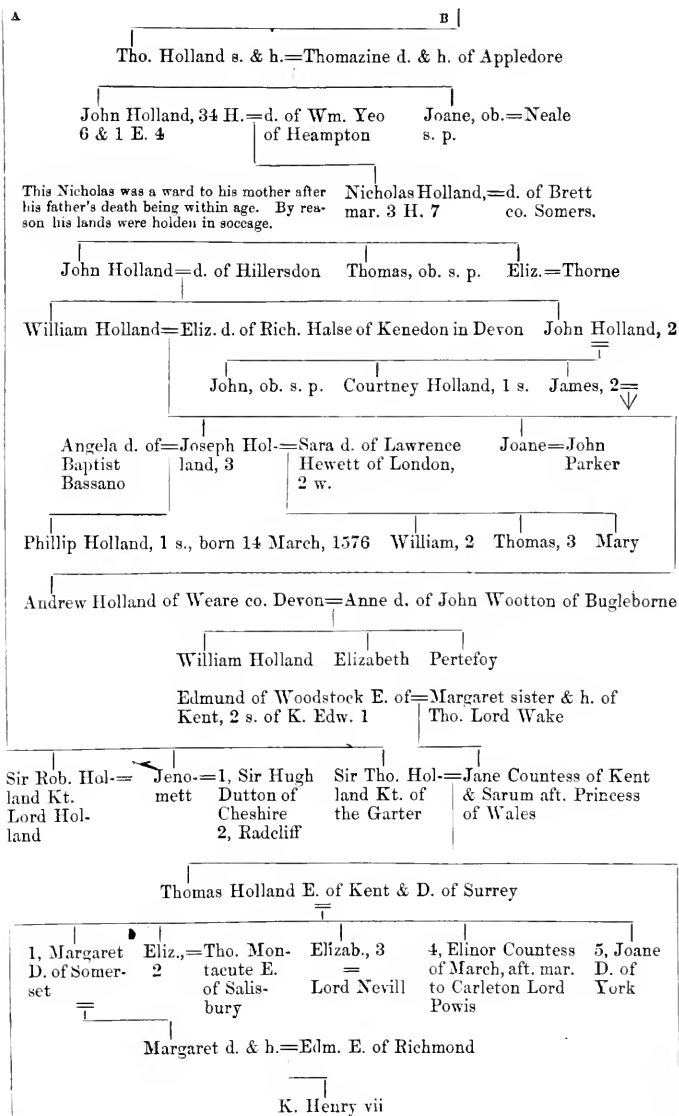 A B
Tho. Holland s. & h.=Thomazine d. & h. of Appledore
John Holland, 34 H.=d. of Wm. Yeo Joane, ob.=Neale
6 & 1 E. 4 of Heampton s. p.
This Nicholas was a ward to his mother after
his father's death being within age. By rea-
son his lands were holden in soccage.
Nicholas Holland,=d. of Brett
mar. 3 H. 7 co. Somers.
John Holland=d. of Hillersdon Thomas, ob. s. p. Eliz.=Thorne
William Holland=Eliz. d. of Rich. Halse of Kenedon in Devon John Holland, 2
=
John, ob. s. p. Courtney Holland, 1 s. James, 2=
Angela d. of=Joseph Hol-=Sara d. of Lawrence Joane=John
Baptist land, 3 Hewett of London, Parker
Bassano 2 w.
Phillip Holland, 1 s., born 14 March, 1576 William, 2 Thomas, 3 Mary
Andrew Holland of Weare co. Devon=Anne d. of John Wootton of Bugleborne
William Holland Elizabeth Pertefoy
Edmund of Woodstock E. of=Margaret sister & h. of
Kent, 2 s. of K. Edw. 1 Tho. Lord Wake
Sir Rob. Hol-= Jeno-=1, Sir Hugh Sir Tho. Hol-=Jane Countess of Kent
land Kt. mett Dutton of land Kt. of & Sarum aft. Princess
Lord Hol- Cheshire the Garter of Wales
land 2, Radcliff
Thomas Holland E. of Kent & D. of Surrey
=
1, Margaret Eliz.,=Tho. Mon- Elizab., 3 4, Elinor Countess 5, Joane
D. of Somer- 2 tacute E. = of March, aft. mar. D. of
set of Salis- Lord Nevill to Carleton Lord York
= bury Powis
Margaret d. & h.=Edm. E. of Richmond
K. Henry vii